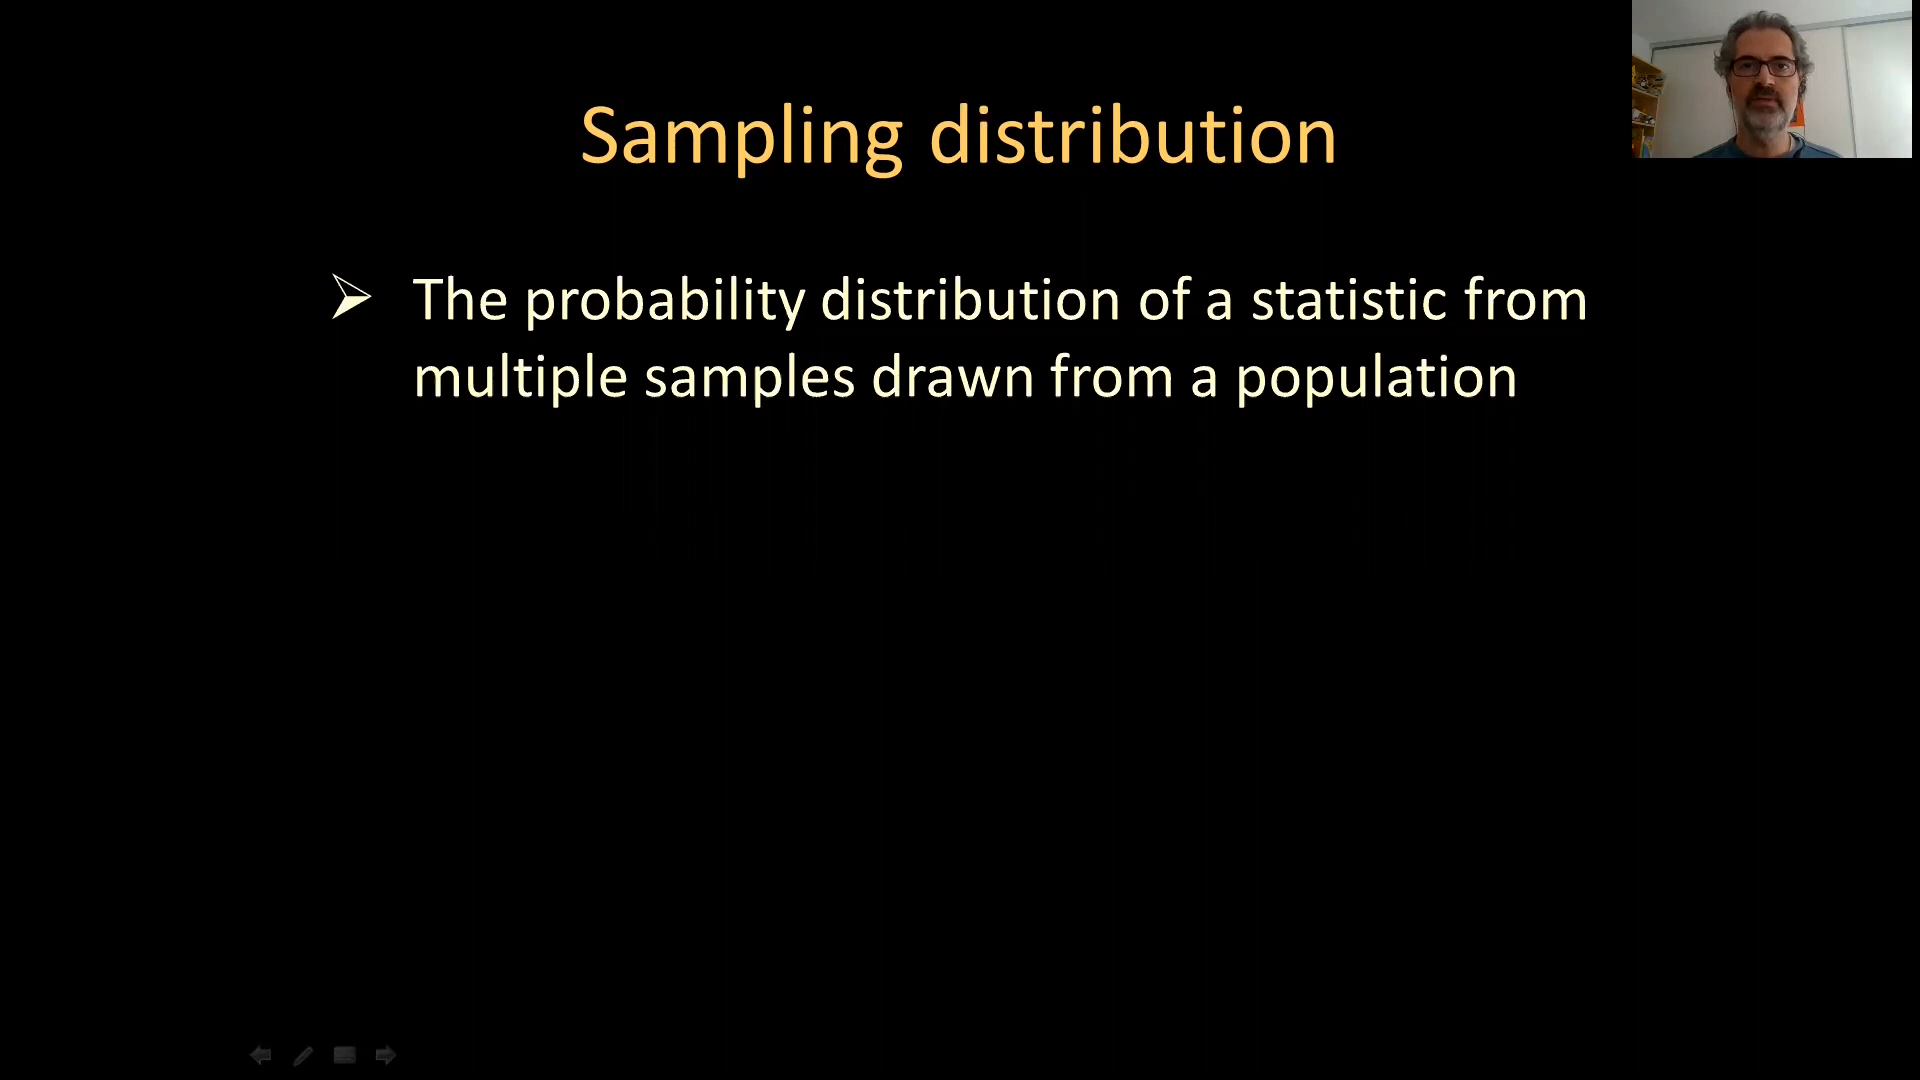 Sampling distribution
The probability distribution of a statistic from
multiple samples drawn from a population